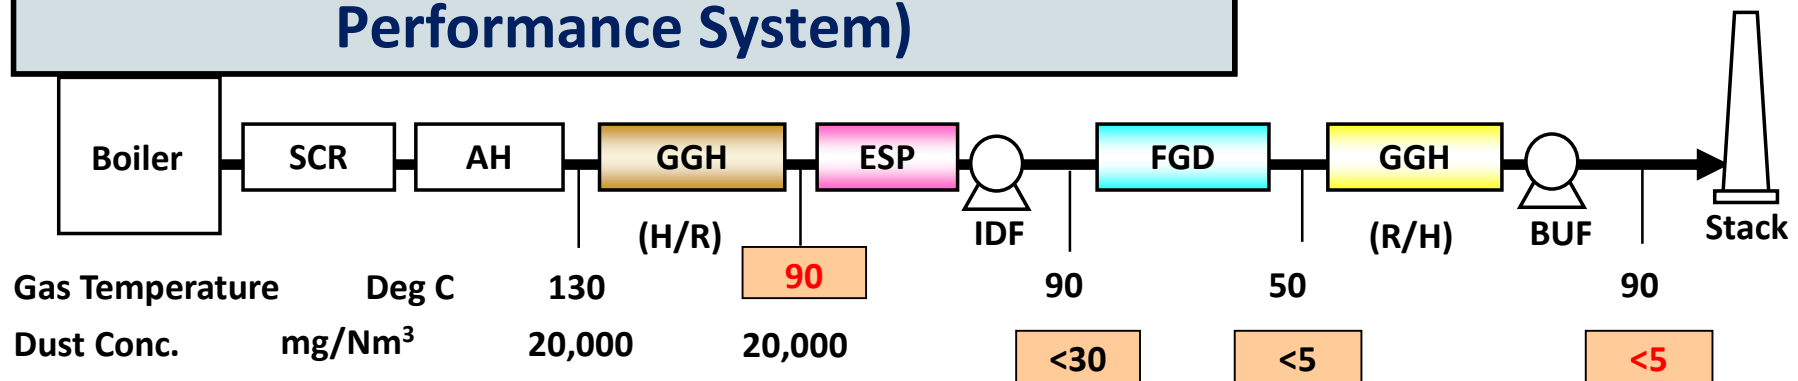 Performance System)
Boiler SCR AH GGH ESP FGD GGH
(H/R) IDF (R/H) BUF Stack
Gas Temperature Deg C 130 90 90 50 90
Dust Conc. mg/Nm³ 20,000 20,000 <30 <5 <5